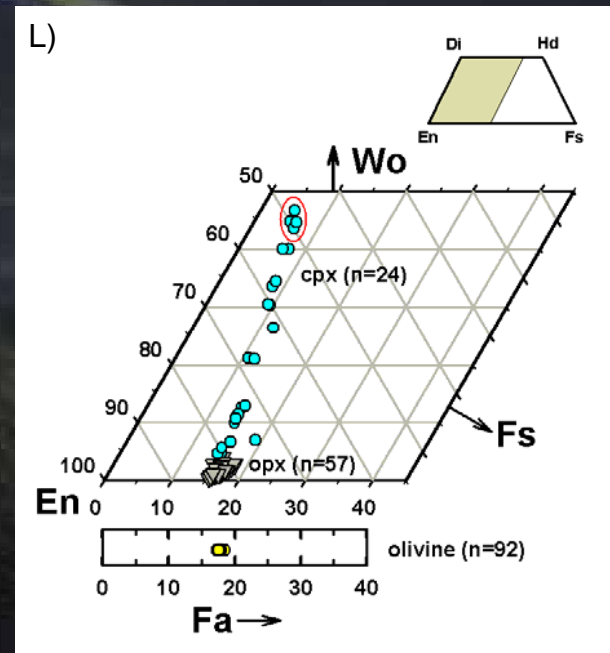 L)
Di Hd
En Fs
Wo
50
60
cpx (n=24)
70
80
90
Fs
opx (n=57)
100
En 0 10 20 30 40
olivine (n=92)
0 10 20 30 40
Fa